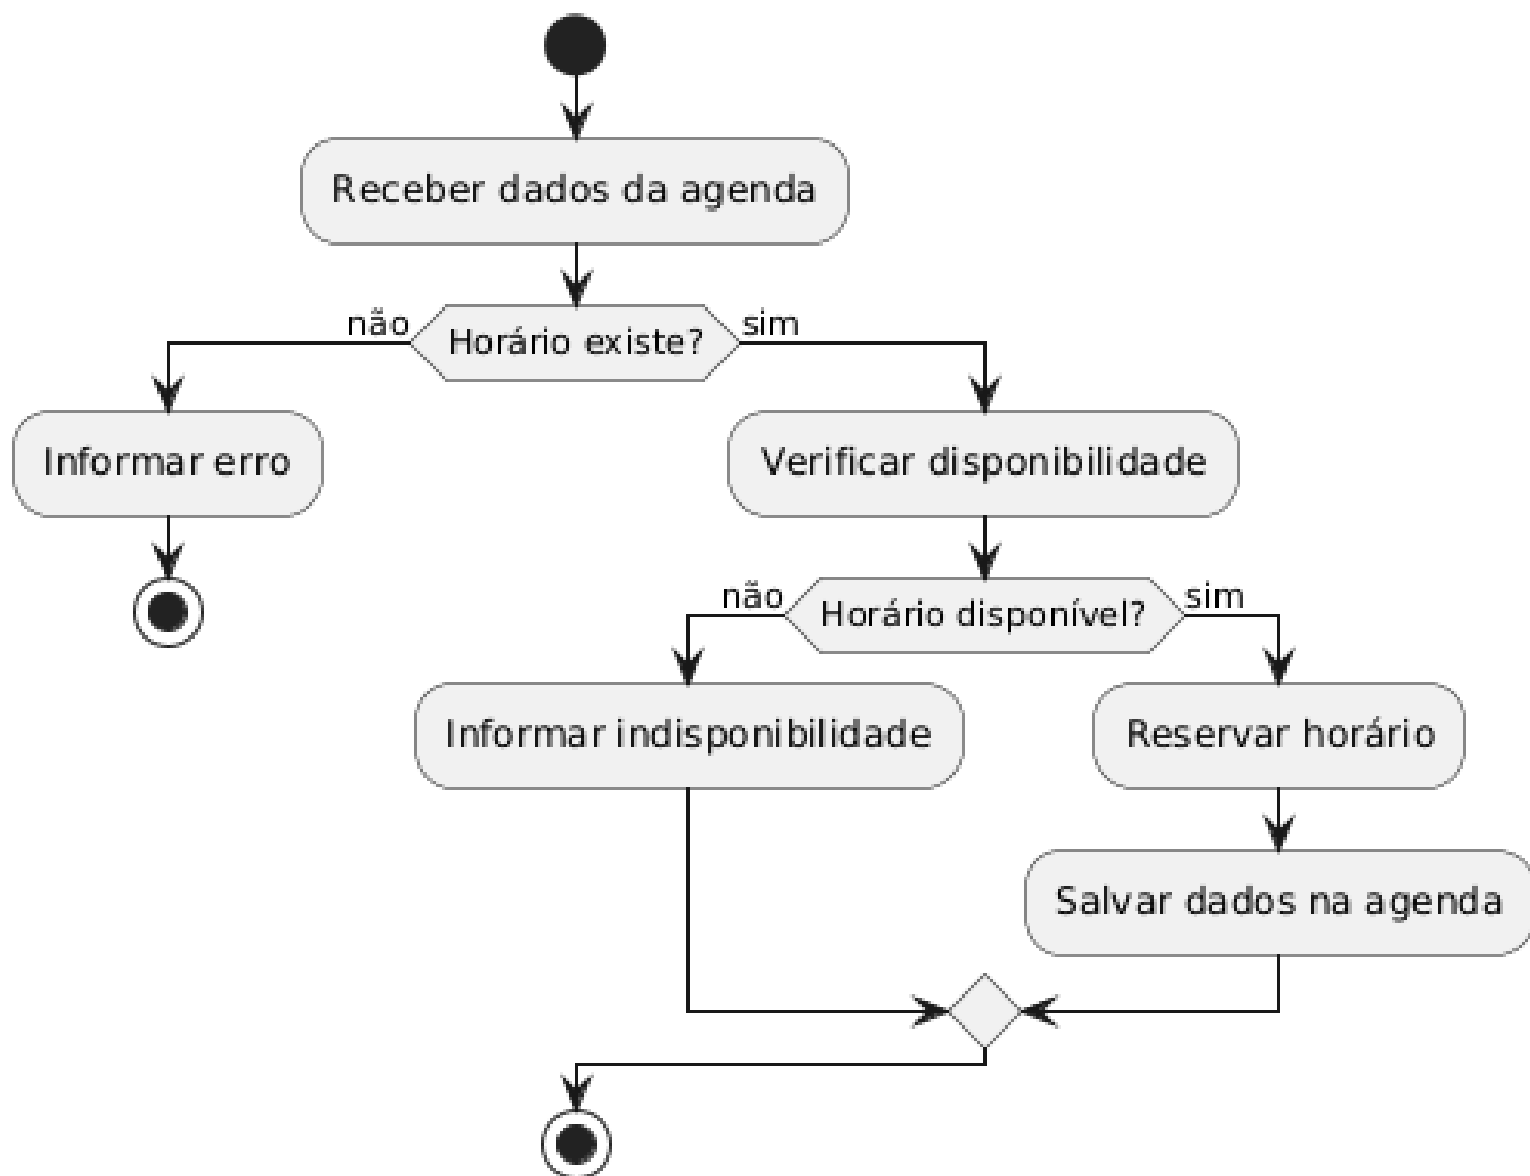 Receber dados da agenda
não
Horário existe?
sim
Informar erro
Verificar disponibilidade
não
Horário disponível?
sim
Informar indisponibilidade
Reservar horário
Salvar dados na agenda